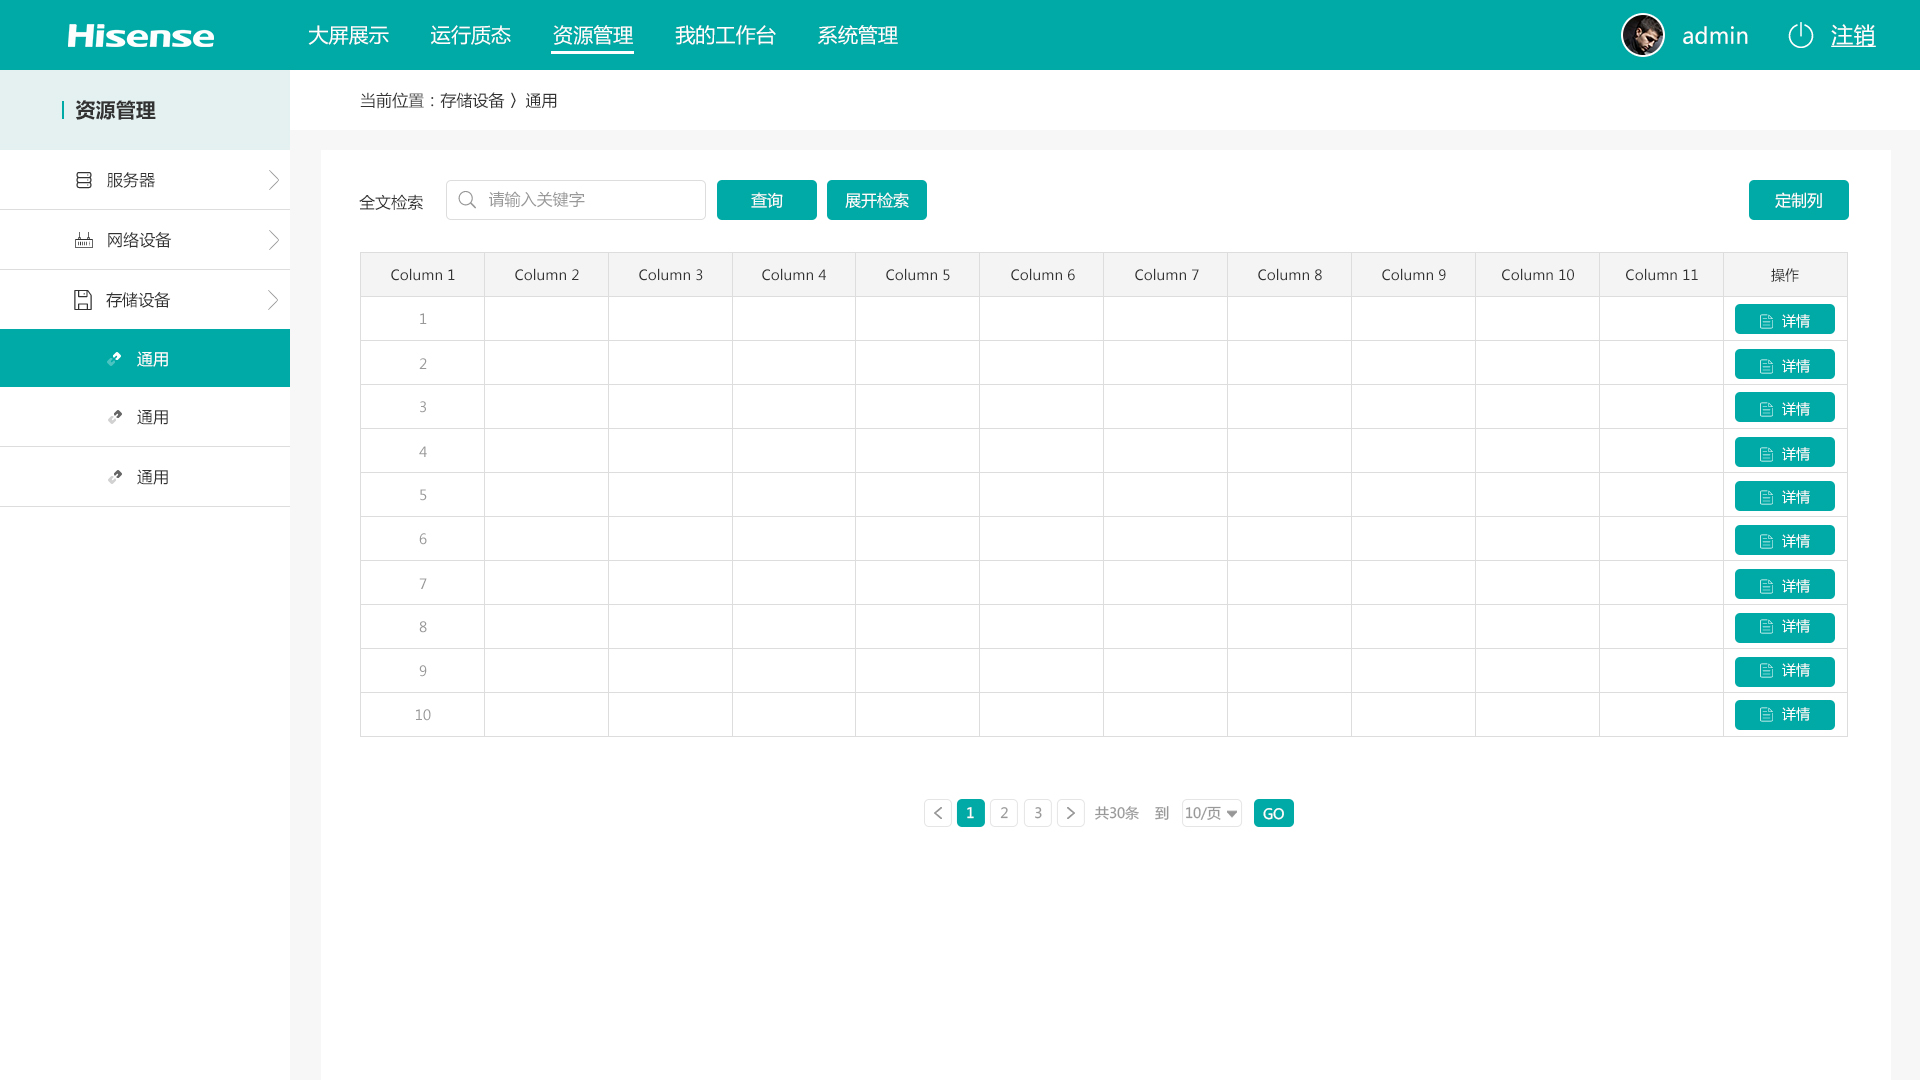 Hisense 大屏展示 运行质态 资源管理 我的工作台 系统管理 admin 注销
资源管理
当前位置：存储设备 〉通用
服务器
网络设备
存储设备
通用
通用
通用
全文检索 请输入关键字 查询 展开检索 定制列
Column 1 Column 2 Column 3 Column 4 Column 5 Column 6 Column 7 Column 8 Column 9 Column 10 Column 11 操作
1 详情
2 详情
3 详情
4 详情
5 详情
6 详情
7 详情
8 详情
9 详情
10 详情
1 2 3 共30条 到 10/页 GO